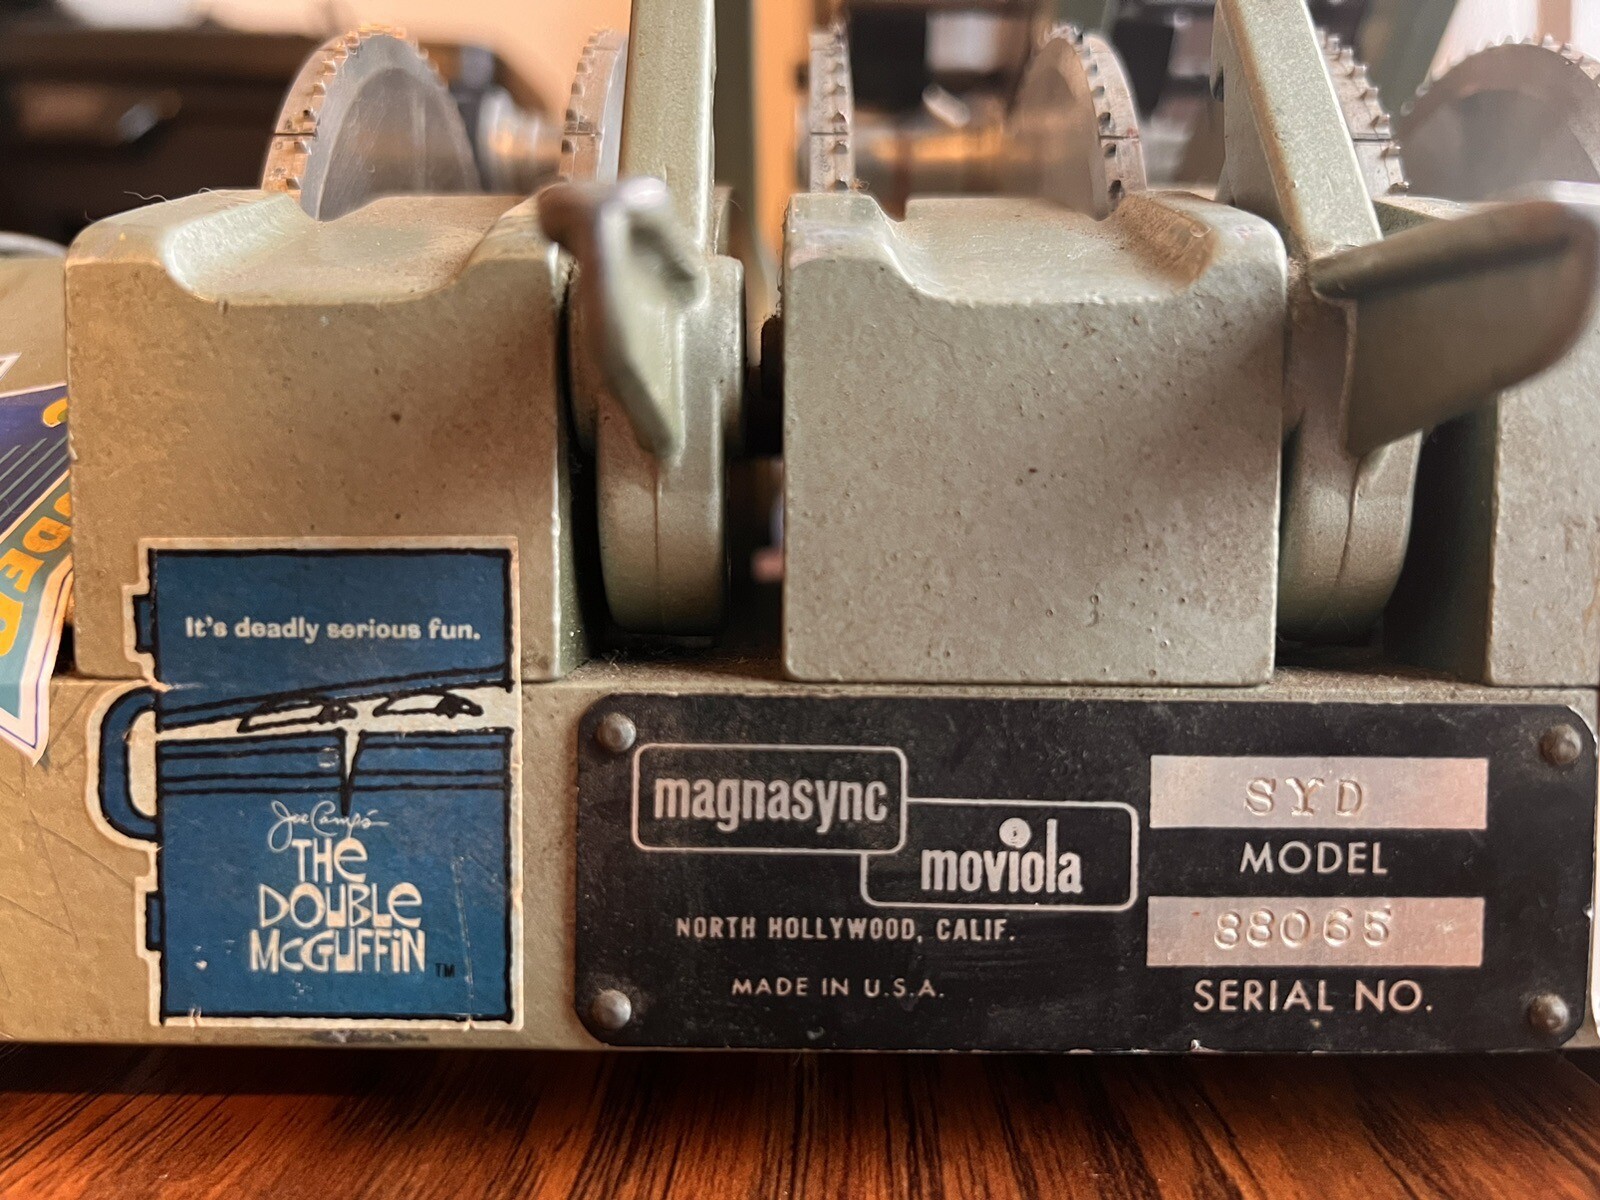 DER
It's deadly serious fun.
Joe Camp's
THE
DOUBLE
McGUFFiN TM
magnasync
moviola
NORTH HOLLYWOOD, CALIF.
MADE IN U.S.A.
SYD
MODEL
88065
SERIAL NO.